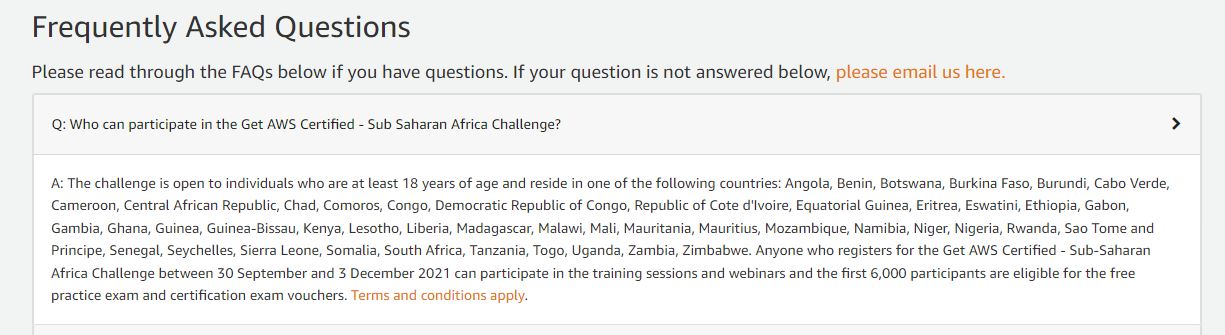 Frequently Asked Questions
Please read through the FAQs below if you have questions. If your question is not answered below, please email us here.
Q: Who can participate in the Get AWS Certified - Sub Saharan Africa Challenge?
A: The challenge is open to individuals who are at least 18 years of age and reside in one of the following countries: Angola, Benin, Botswana, Burkina Faso, Burundi, Cabo Verde,
Cameroon, Central African Republic, Chad, Comoros, Congo, Democratic Republic of Congo, Republic of Cote d'Ivoire, Equatorial Guinea, Eritrea, Eswatini, Ethiopia, Gabon,
Gambia, Ghana, Guinea, Guinea-Bissau, Kenya, Lesotho, Liberia, Madagascar, Malawi, Mali, Mauritania, Mauritius, Mozambique, Namibia, Niger, Nigeria, Rwanda, Sao Tome and
Principe, Senegal, Seychelles, Sierra Leone, Somalia, South Africa, Tanzania, Togo, Uganda, Zambia, Zimbabwe. Anyone who registers for the Get AWS Certified - Sub-Saharan
Africa Challenge between 30 September and 3 December 2021 can participate in the training sessions and webinars and the first 6,000 participants are eligible for the free
practice exam and certification exam vouchers. Terms and conditions apply.